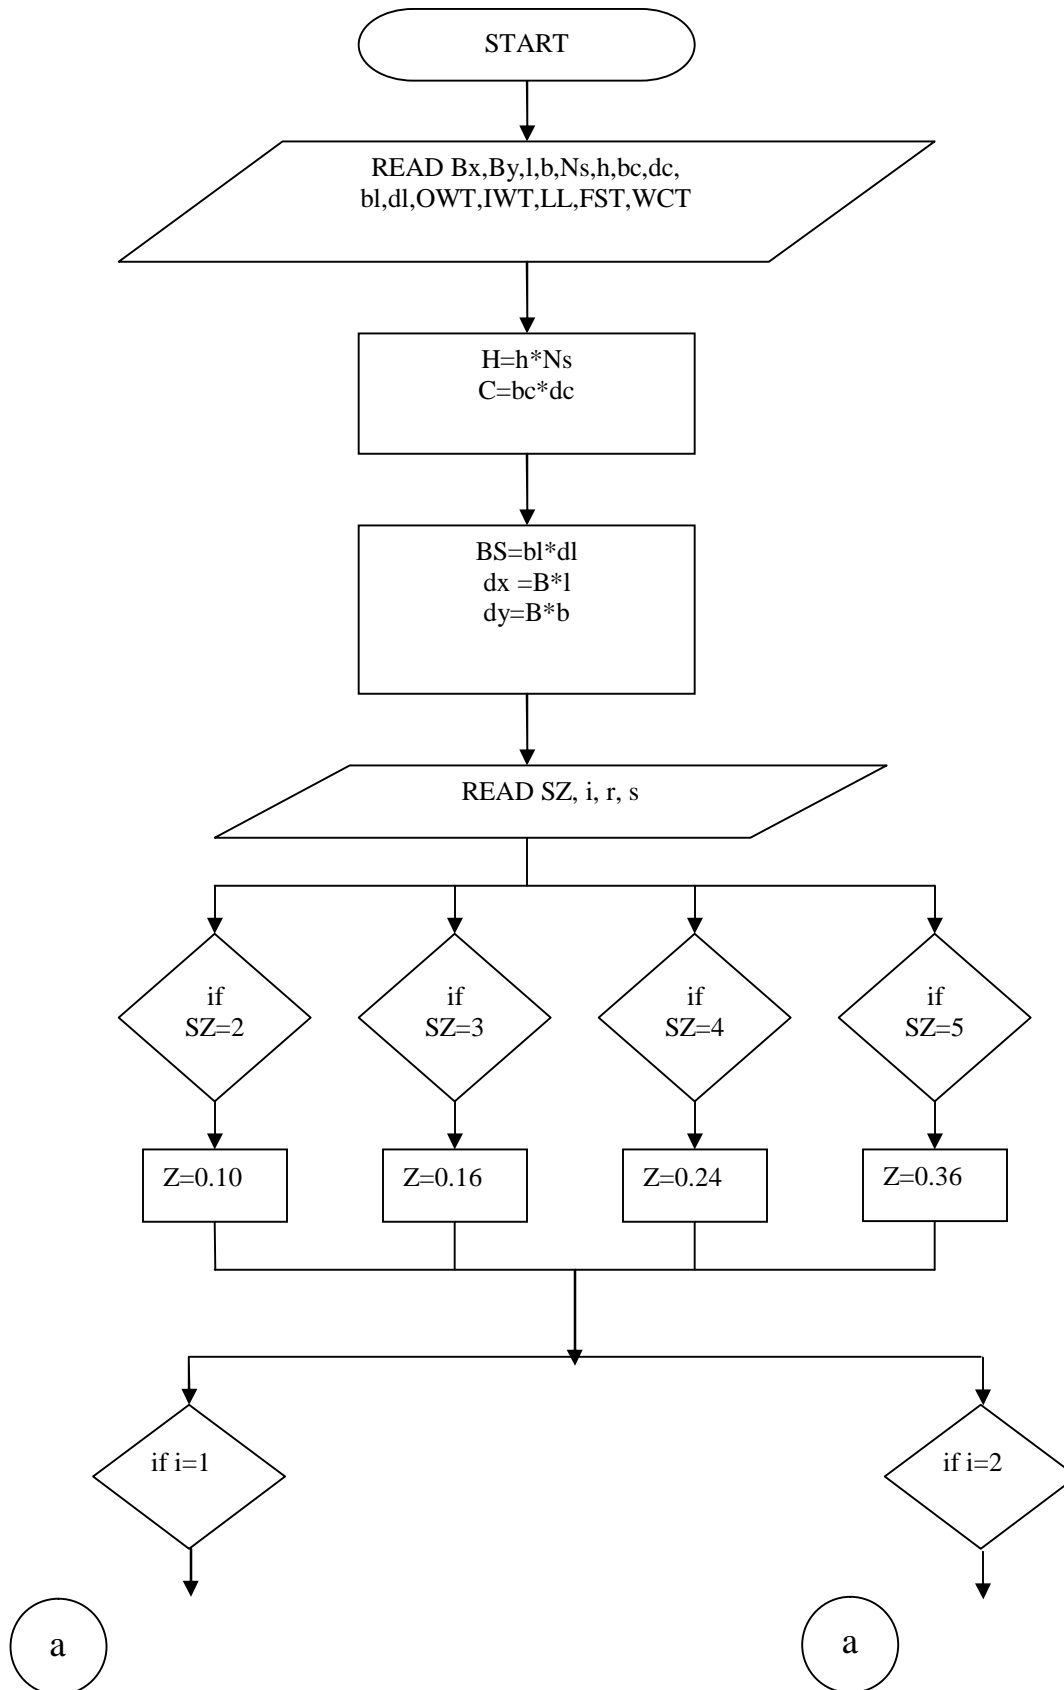 START
READ Bx,By,l,b,Ns,h,bc,dc,
bl,dl,OWT,IWT,LL,FST,WCT
H=h*Ns
C=bc*dc
BS=bl*dl
dx =B*l
dy=B*b
READ SZ, i, r, s
if
SZ=2
if
SZ=3
if
SZ=4
if
SZ=5
Z=0.10
Z=0.16
Z=0.24
Z=0.36
if i=1
if i=2
a
a